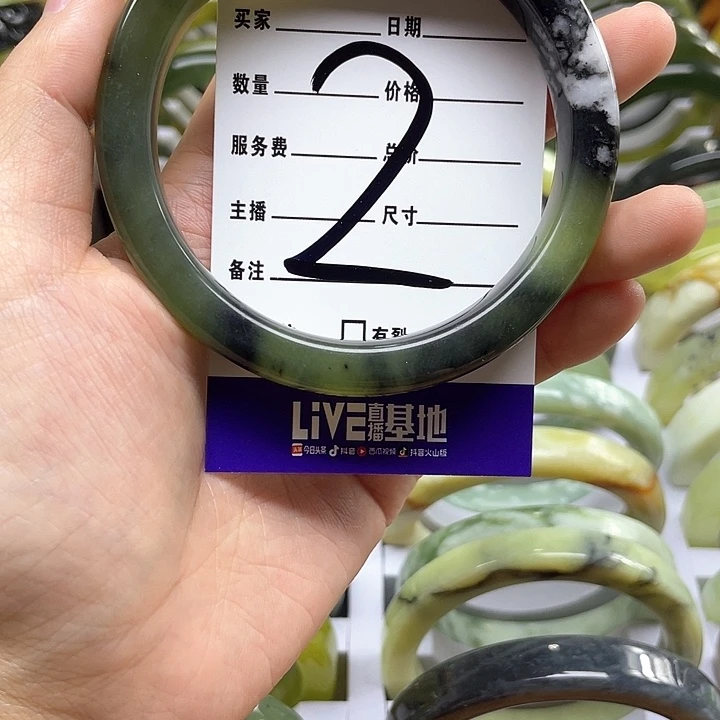 买家 日期
数量 价格
服务费 总价
主播 尺寸
备注
2
有裂
LiVE直播基地
今日头条 抖音 西瓜视频 抖音火山版